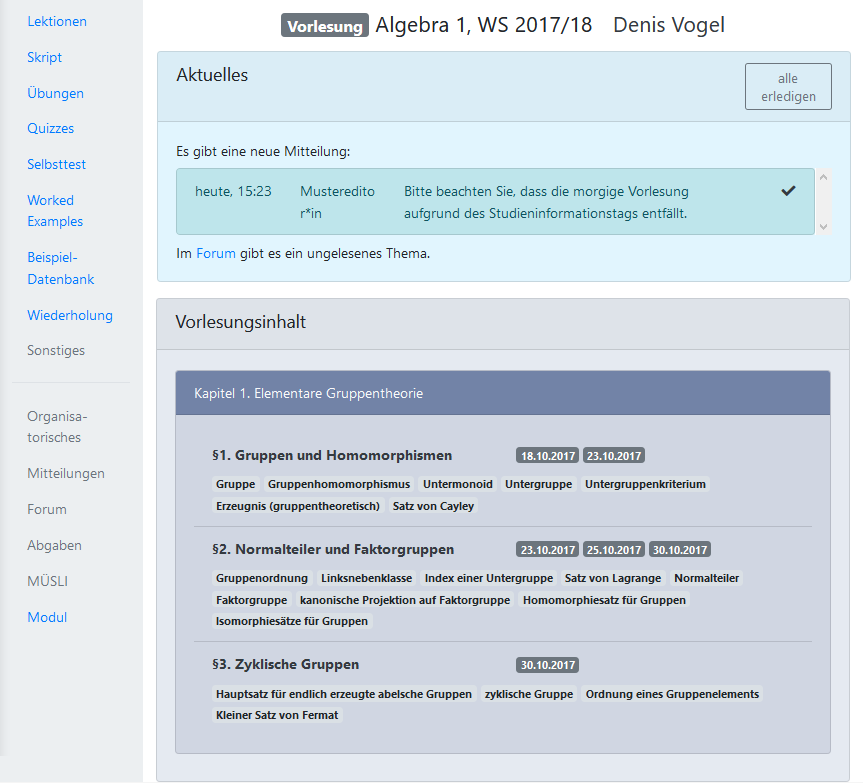 Lektionen
Skript
Übungen
Quizzes
Selbsttest
Worked
Examples
Beispiel-
Datenbank
Wiederholung
Sonstiges
Organisa-
torisches
Mitteilungen
Forum
Abgaben
MÜSLI
Modul
Vorlesung Algebra 1, WS 2017/18 Denis Vogel
Aktuelles
alle
erledigen
Es gibt eine neue Mitteilung:
heute, 15:23 Musteredito Bitte beachten Sie, dass die morgige Vorlesung
r*in aufgrund des Studieninformationstags entfällt.
Im Forum gibt es ein ungelesenes Thema.
Vorlesungsinhalt
Kapitel 1. Elementare Gruppentheorie
§1. Gruppen und Homomorphismen 18.10.2017 23.10.2017
Gruppe Gruppenhomomorphismus Untermonoid Untergruppe Untergruppenkriterium
Erzeugnis (gruppentheoretisch) Satz von Cayley
§2. Normalteiler und Faktorgruppen 23.10.2017 25.10.2017 30.10.2017
Gruppenordnung Linksnebenklasse Index einer Untergruppe Satz von Lagrange Normalteiler
Faktorgruppe kanonische Projektion auf Faktorgruppe Homomorphiesatz für Gruppen
Isomorphiesätze für Gruppen
§3. Zyklische Gruppen 30.10.2017
Hauptsatz für endlich erzeugte abelsche Gruppen zyklische Gruppe Ordnung eines Gruppenelements
Kleiner Satz von Fermat